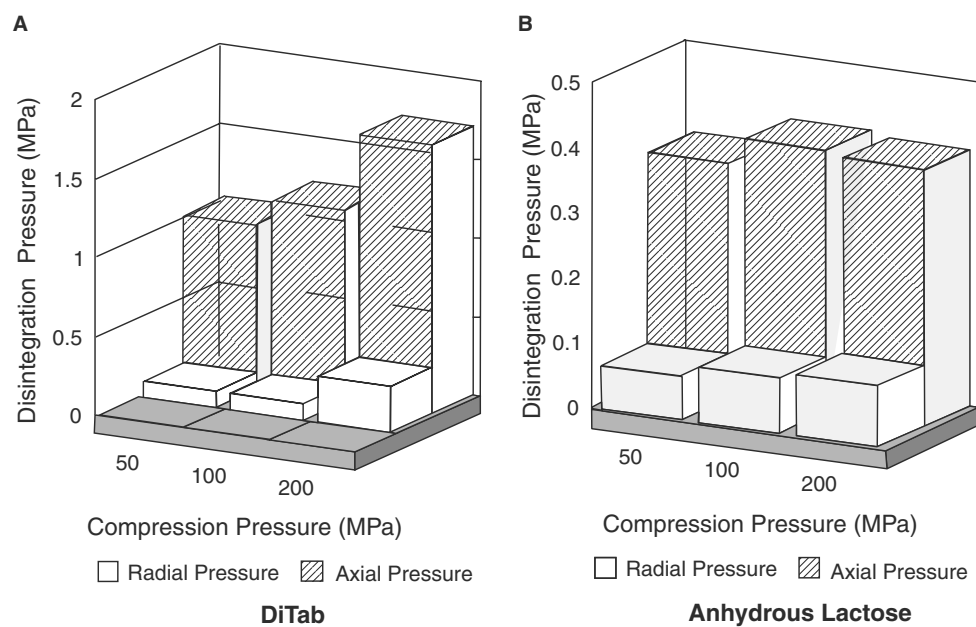 A
Disintegration Pressure (MPa)
2
1.5
1
0.5
0
50
100
200
Compression Pressure (MPa)
Radial Pressure
Axial Pressure
DiTab
B
Disintegration Pressure (MPa)
0.5
0.4
0.3
0.2
0.1
0
50
100
200
Compression Pressure (MPa)
Radial Pressure
Axial Pressure
Anhydrous Lactose